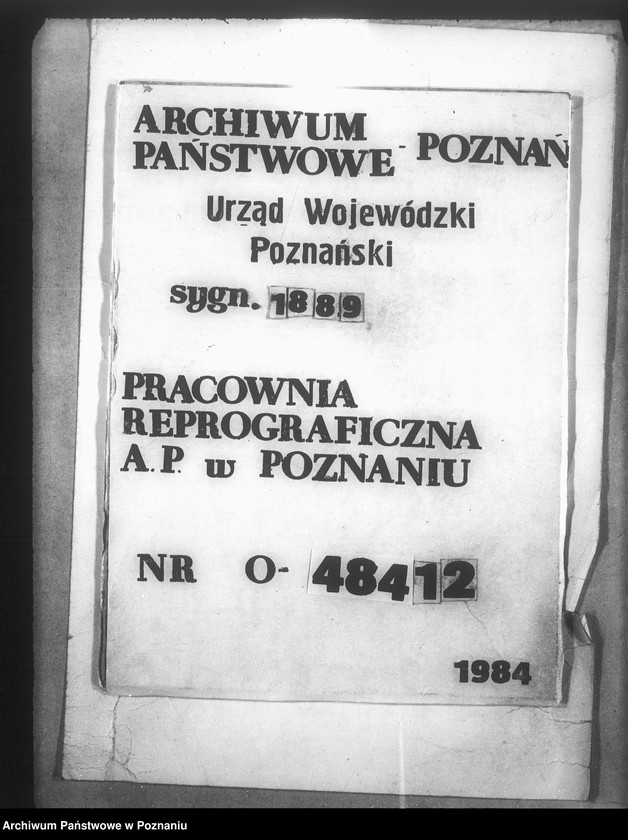 ARCHIWUM
PAŃSTWOWE - POZNAŃ
Urząd Wojewódzki
Poznański
sygn. 1889
PRACOWNIA
REPROGRAFICZNA
A.P. w POZNANIU
NR O- 48412
1984
Archiwum Państwowe w Poznaniu